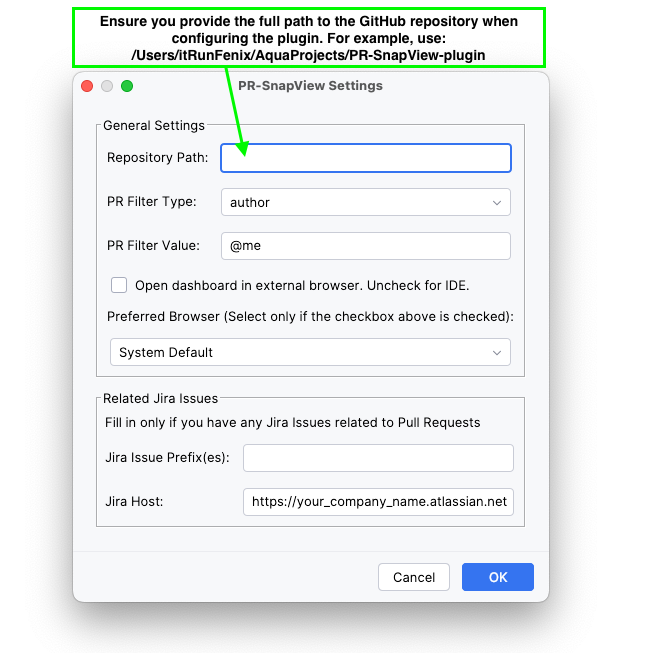 Ensure you provide the full path to the GitHub repository when
configuring the plugin. For example, use:
/Users/itRunFenix/AquaProjects/PR-SnapView-plugin
PR-SnapView Settings
General Settings
Repository Path:
PR Filter Type: author
PR Filter Value: @me
Open dashboard in external browser. Uncheck for IDE.
Preferred Browser (Select only if the checkbox above is checked):
System Default
Related Jira Issues
Fill in only if you have any Jira Issues related to Pull Requests
Jira Issue Prefix(es):
Jira Host: https://your_company_name.atlassian.net
Cancel OK